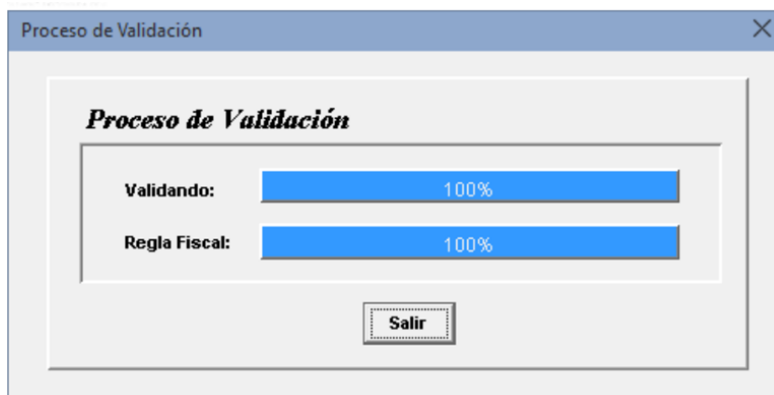 Proceso de Validación
Proceso de Validación
Validando: 100%
Regla Fiscal: 100%
Salir